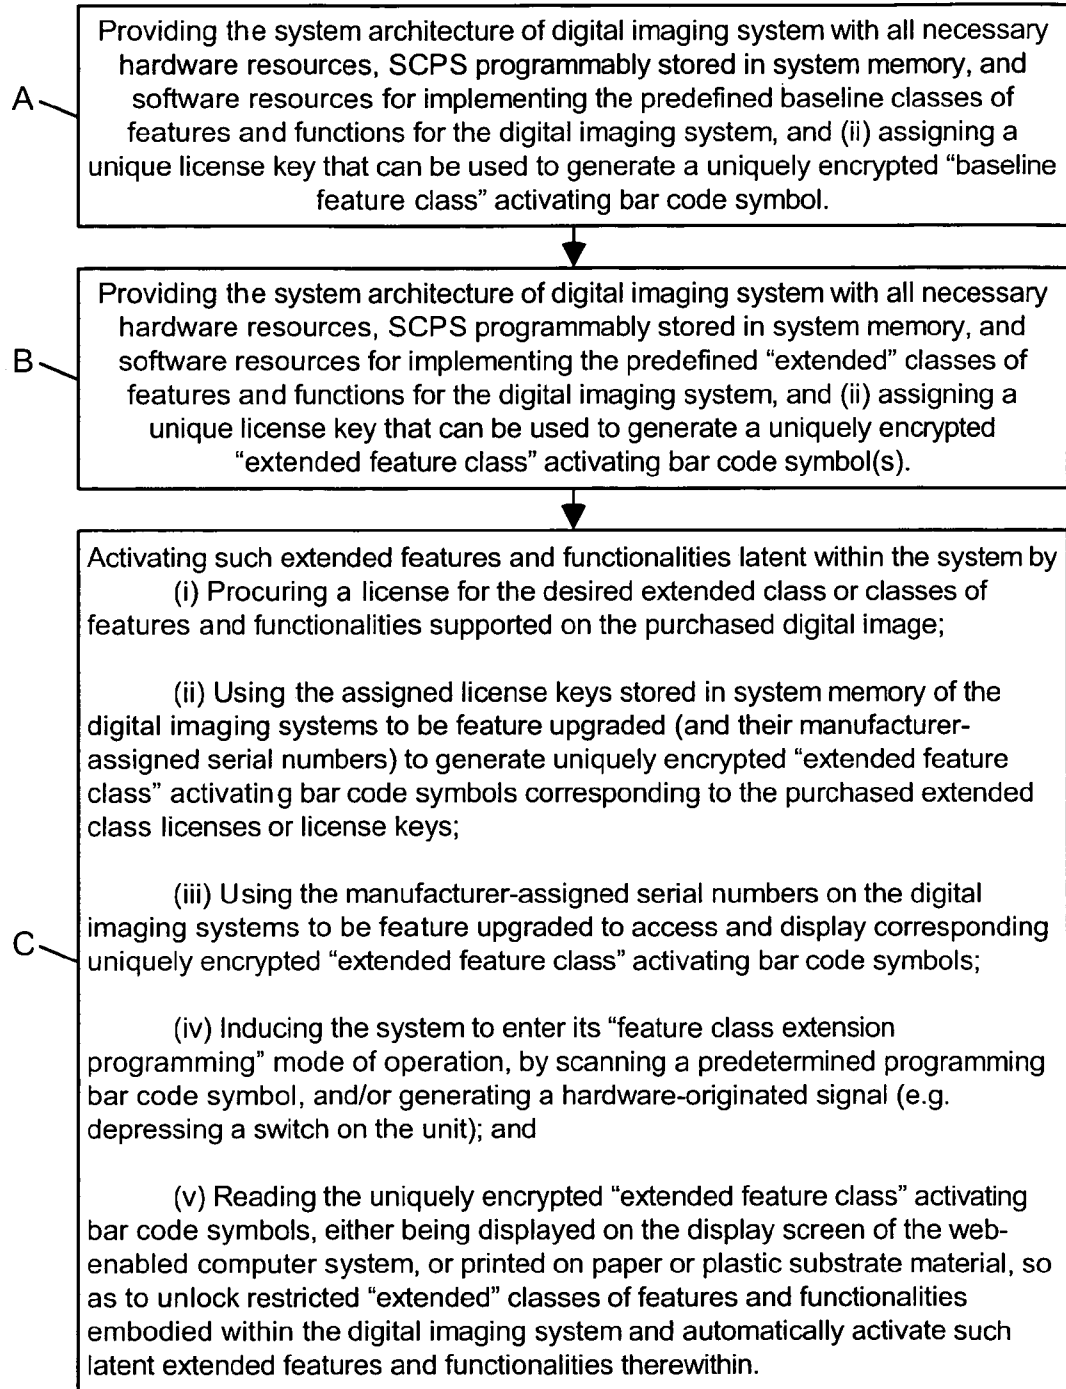 Providing the system architecture of digital imaging system with all necessary
hardware resources, SCPS programmably stored in system memory, and
software resources for implementing the predefined baseline classes of
features and functions for the digital imaging system, and (ii) assigning a
unique license key that can be used to generate a uniquely encrypted “baseline
feature class” activating bar code symbol.
A
Providing the system architecture of digital imaging system with all necessary
hardware resources, SCPS programmably stored in system memory, and
software resources for implementing the predefined “extended” classes of
features and functions for the digital imaging system, and (ii) assigning a
unique license key that can be used to generate a uniquely encrypted
“extended feature class” activating bar code symbol(s).
B
Activating such extended features and functionalities latent within the system by
(i) Procuring a license for the desired extended class or classes of
features and functionalities supported on the purchased digital image;
(ii) Using the assigned license keys stored in system memory of the
digital imaging systems to be feature upgraded (and their manufacturer-
assigned serial numbers) to generate uniquely encrypted “extended feature
class” activating bar code symbols corresponding to the purchased extended
class licenses or license keys;
(iii) Using the manufacturer-assigned serial numbers on the digital
imaging systems to be feature upgraded to access and display corresponding
uniquely encrypted “extended feature class” activating bar code symbols;
C
(iv) Inducing the system to enter its “feature class extension
programming” mode of operation, by scanning a predetermined programming
bar code symbol, and/or generating a hardware-originated signal (e.g.
depressing a switch on the unit); and
(v) Reading the uniquely encrypted “extended feature class” activating
bar code symbols, either being displayed on the display screen of the web-
enabled computer system, or printed on paper or plastic substrate material, so
as to unlock restricted “extended” classes of features and functionalities
embodied within the digital imaging system and automatically activate such
latent extended features and functionalities therewithin.